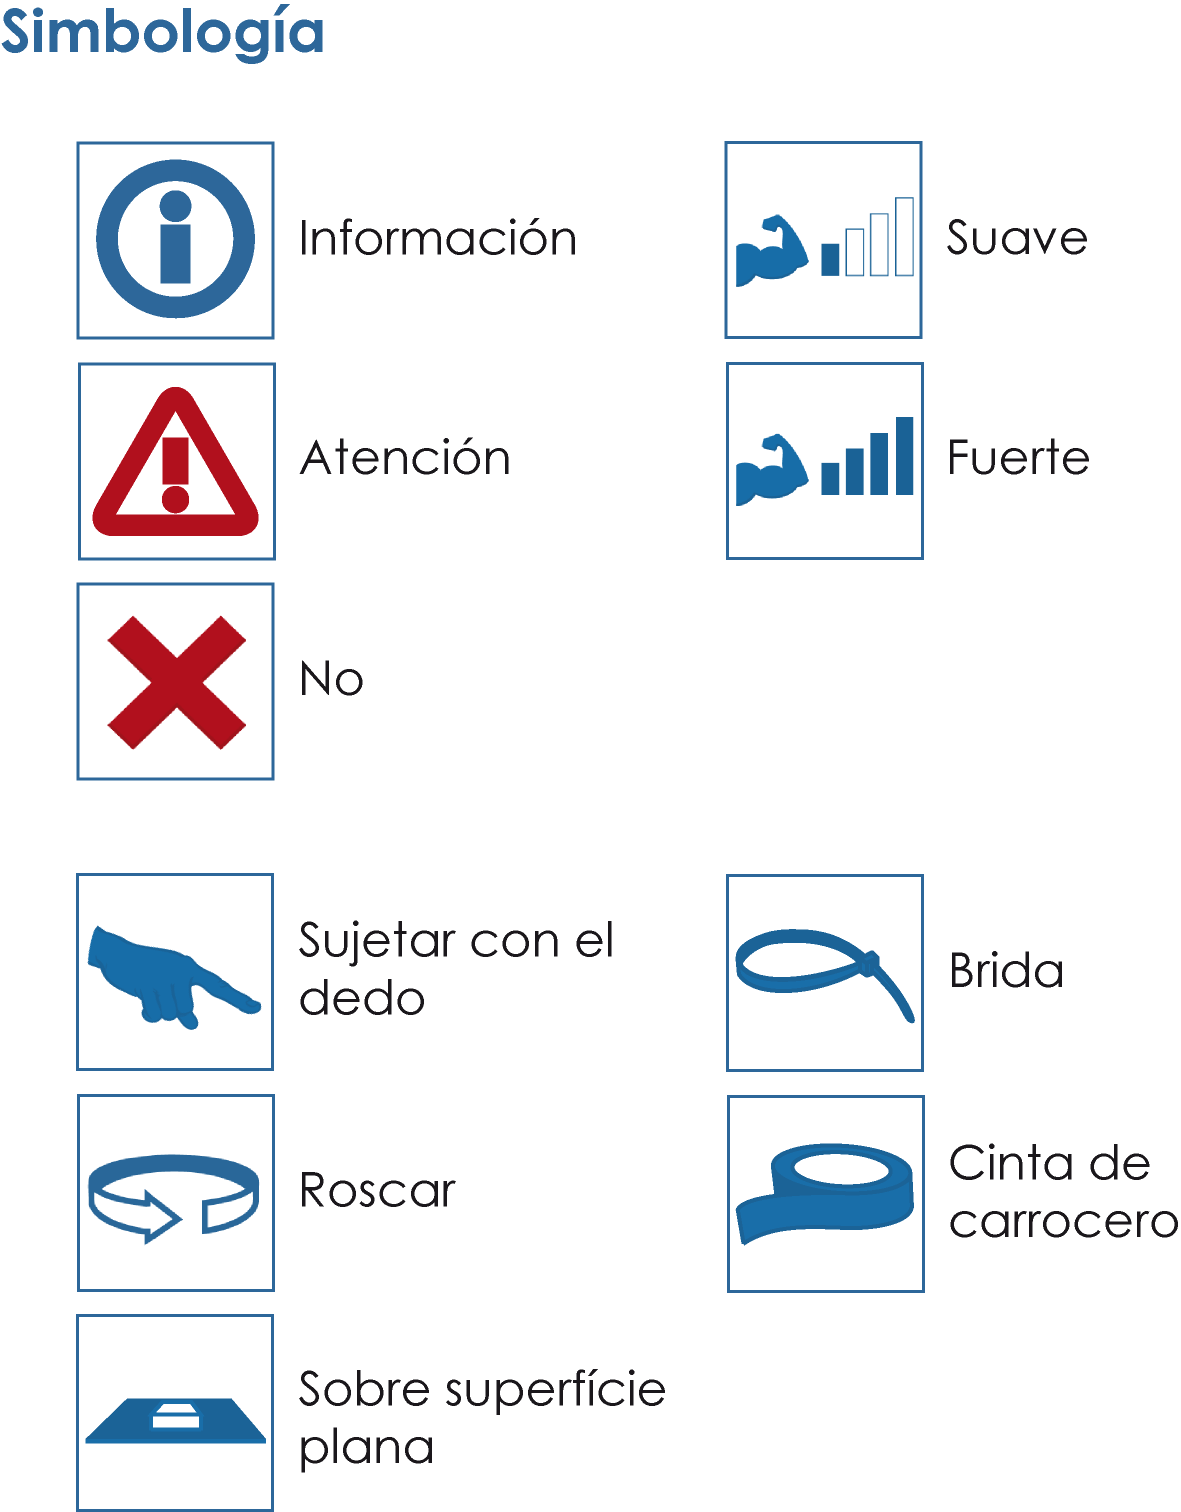 Simbología
Información
Suave
Atención
Fuerte
No
Sujetar con el
dedo
Brida
Roscar
Cinta de
carrocero
Sobre superfície
plana